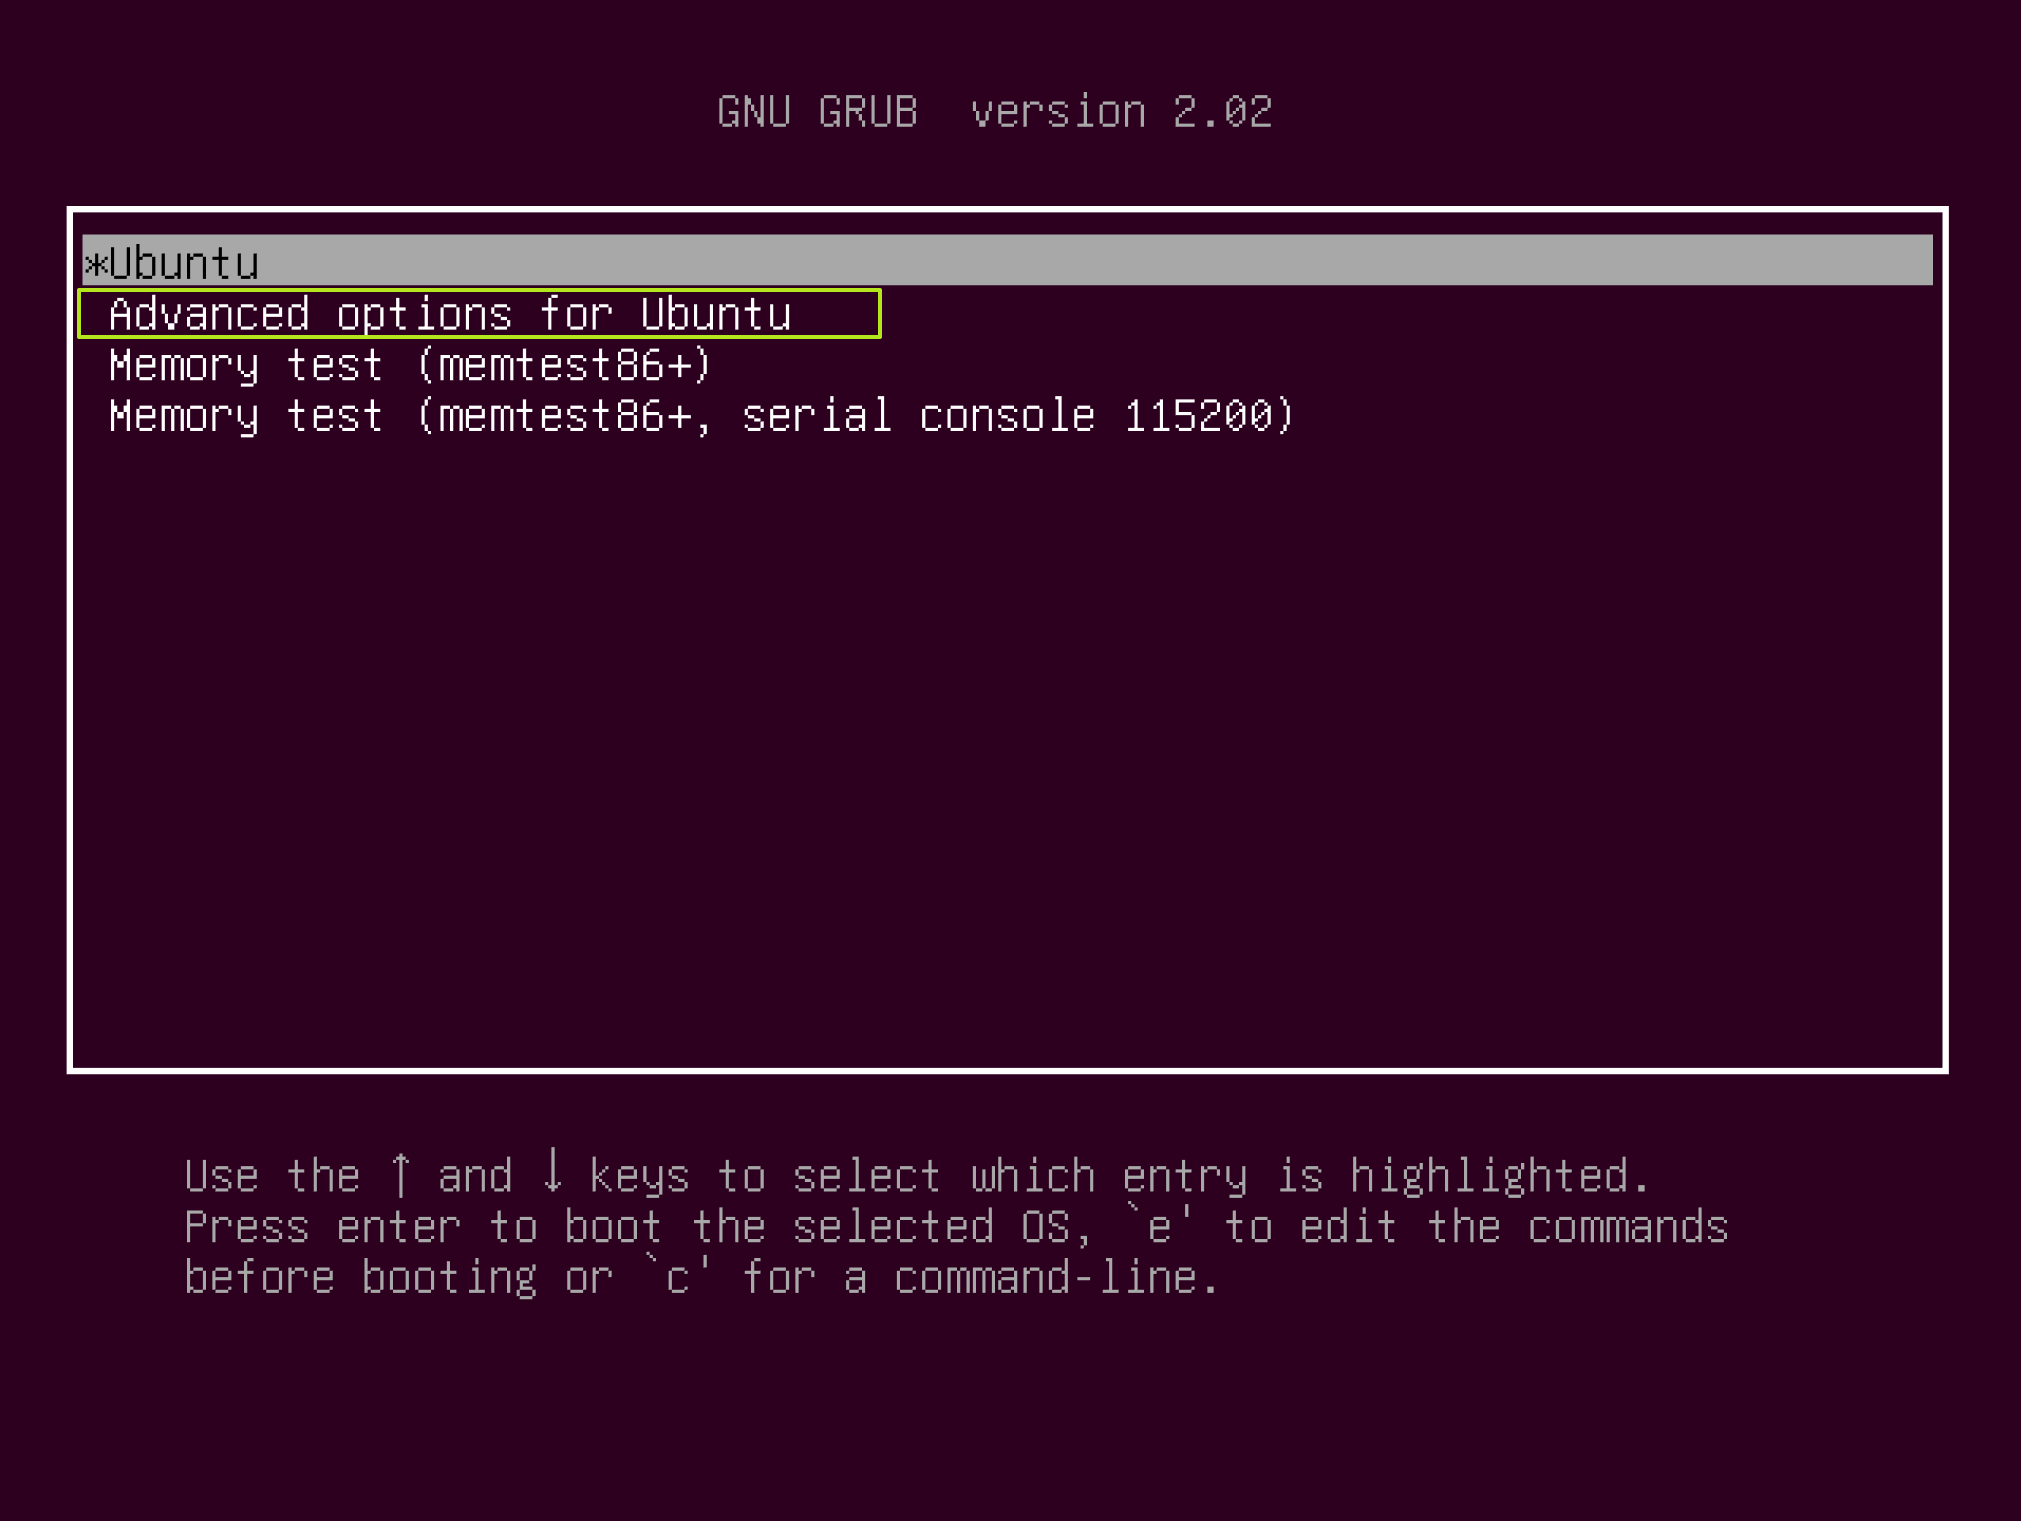 GNU GRUB  version 2.02
*Ubuntu
Advanced options for Ubuntu
Memory test (memtest86+)
Memory test (memtest86+, serial console 115200)
Use the ↑ and ↓ keys to select which entry is highlighted.
Press enter to boot the selected OS, `e' to edit the commands
before booting or `c' for a command-line.